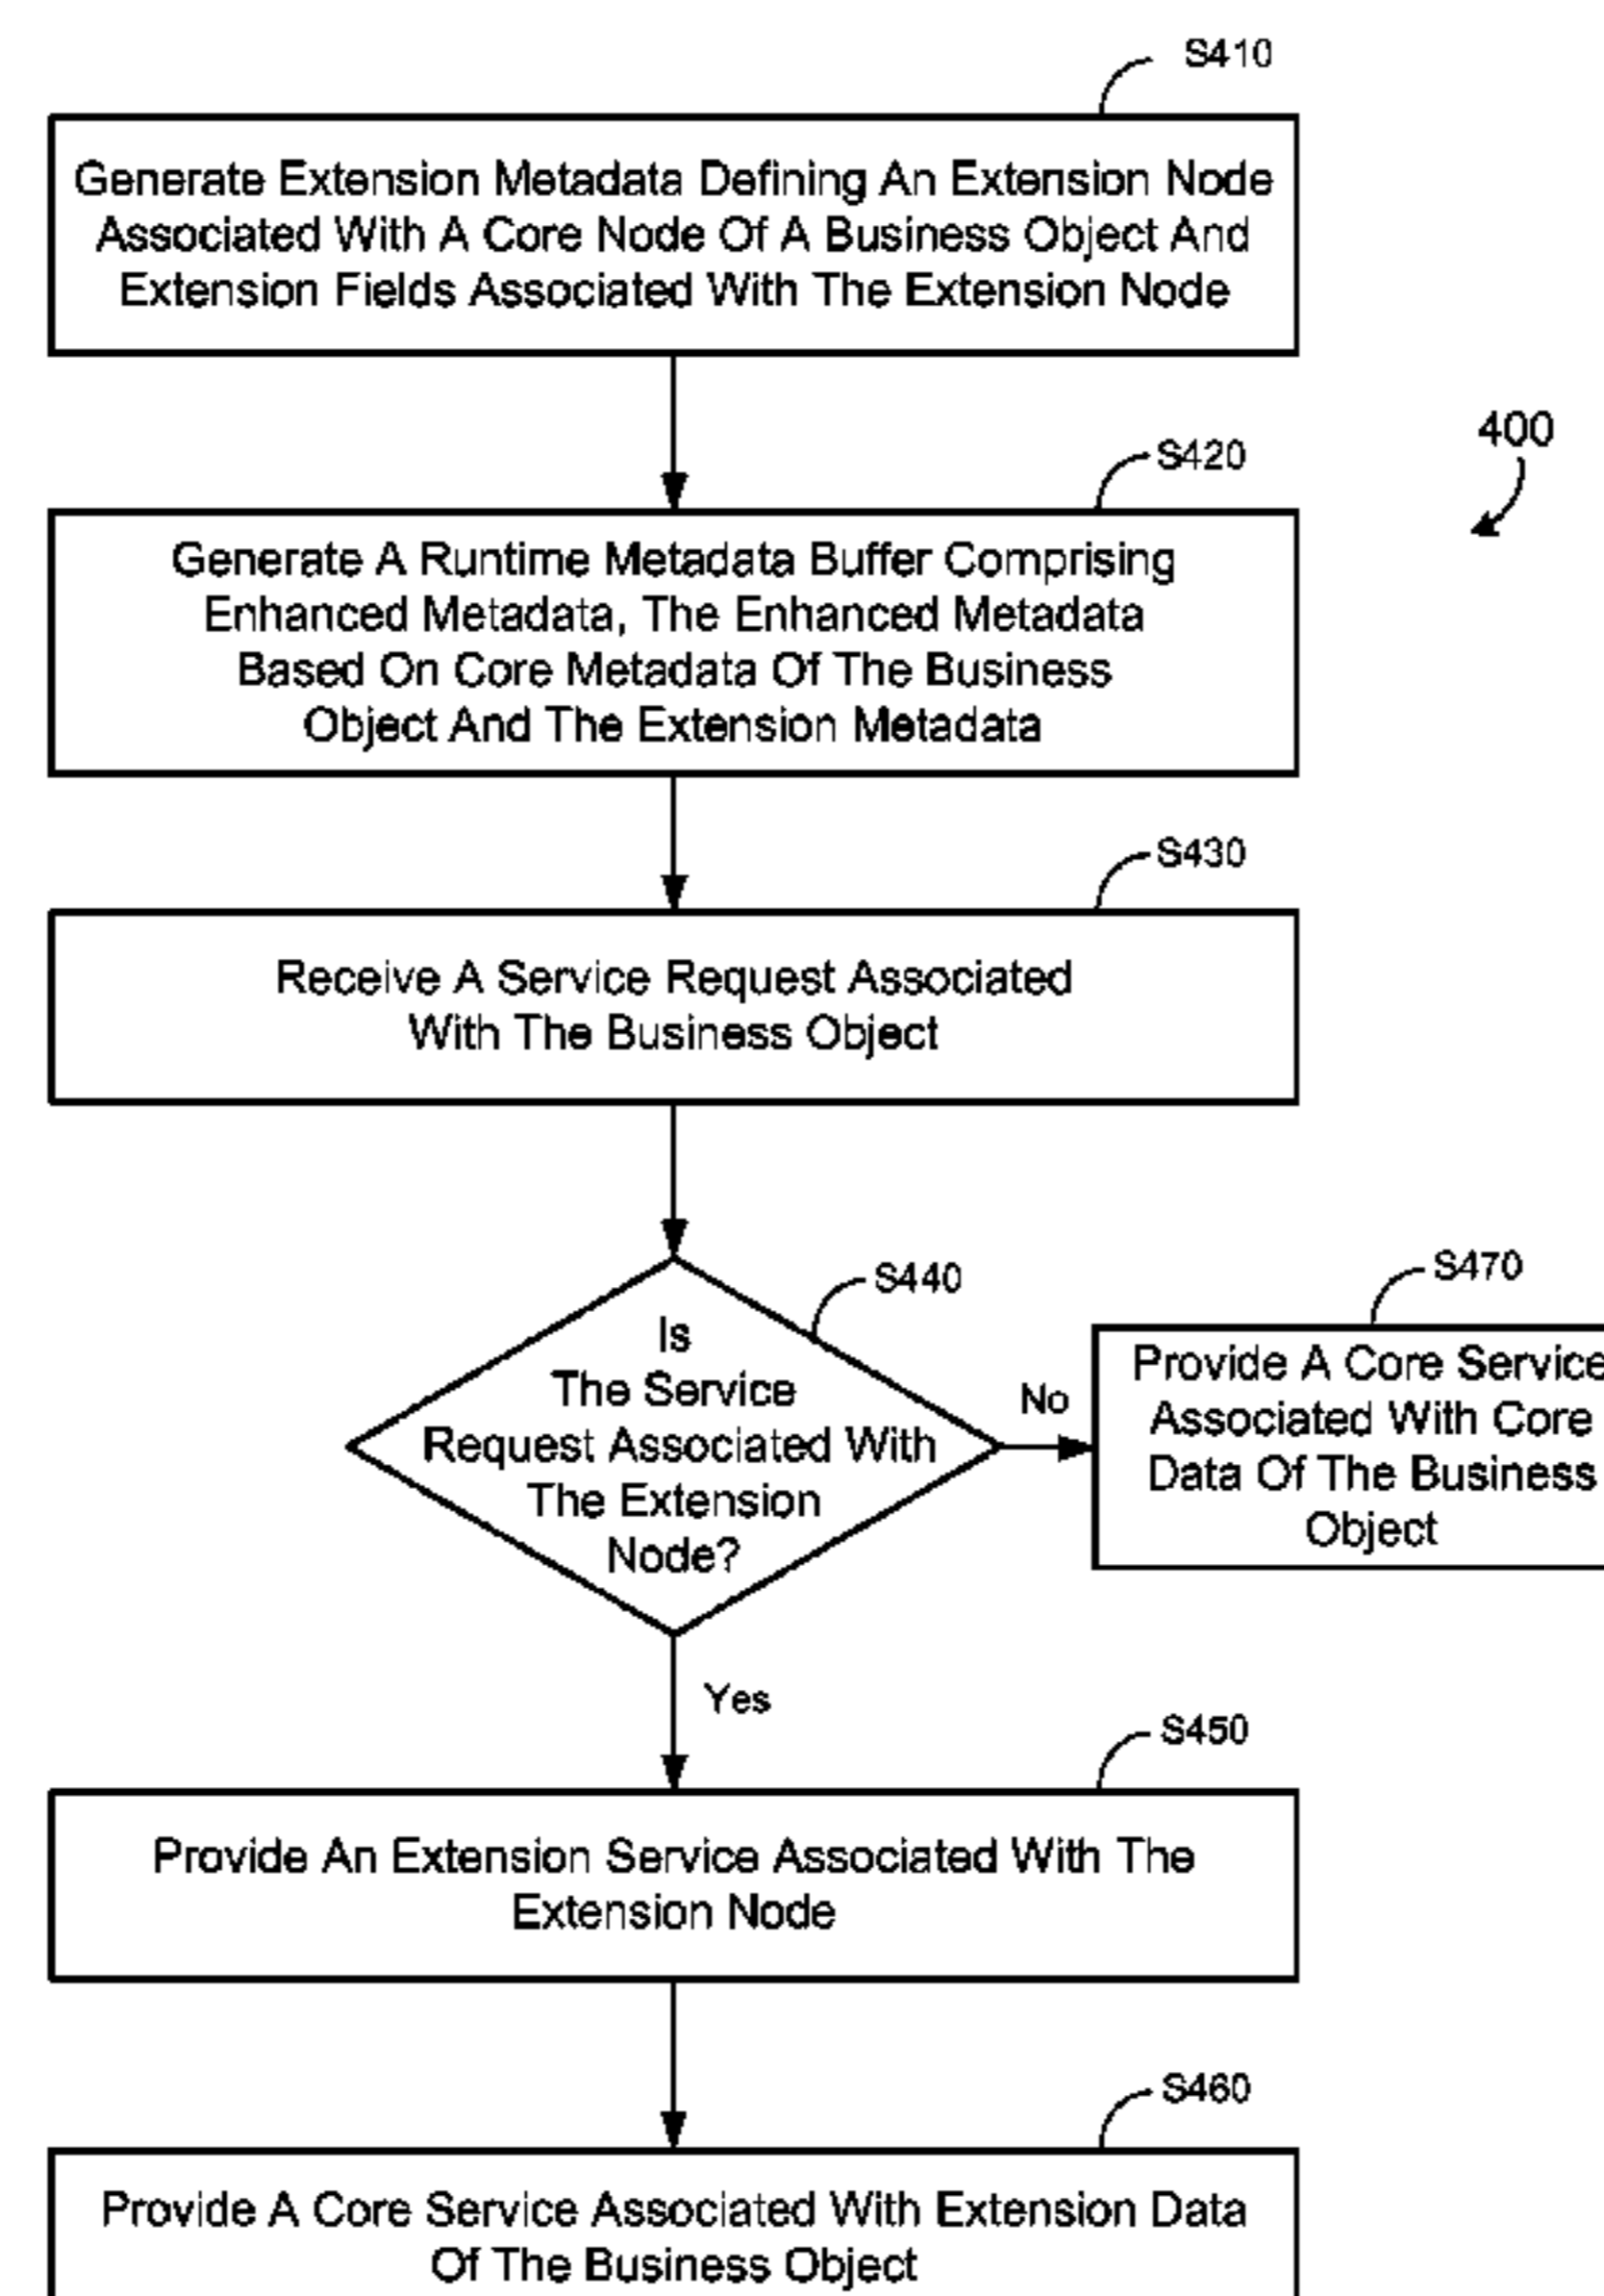 S410
Generate Extension Metadata Defining An Extension Node
Associated With A Core Node Of A Business Object And
Extension Fields Associated With The Extension Node
400
S420
Generate A Runtime Metadata Buffer Comprising
Enhanced Metadata, The Enhanced Metadata
Based On Core Metadata Of The Business
Object And The Extension Metadata
S430
Receive A Service Request Associated
With The Business Object
S440
Is
The Service
Request Associated With
The Extension
Node?
No
S470
Provide A Core Service
Associated With Core
Data Of The Business
Object
Yes
S450
Provide An Extension Service Associated With The
Extension Node
S460
Provide A Core Service Associated With Extension Data
Of The Business Object